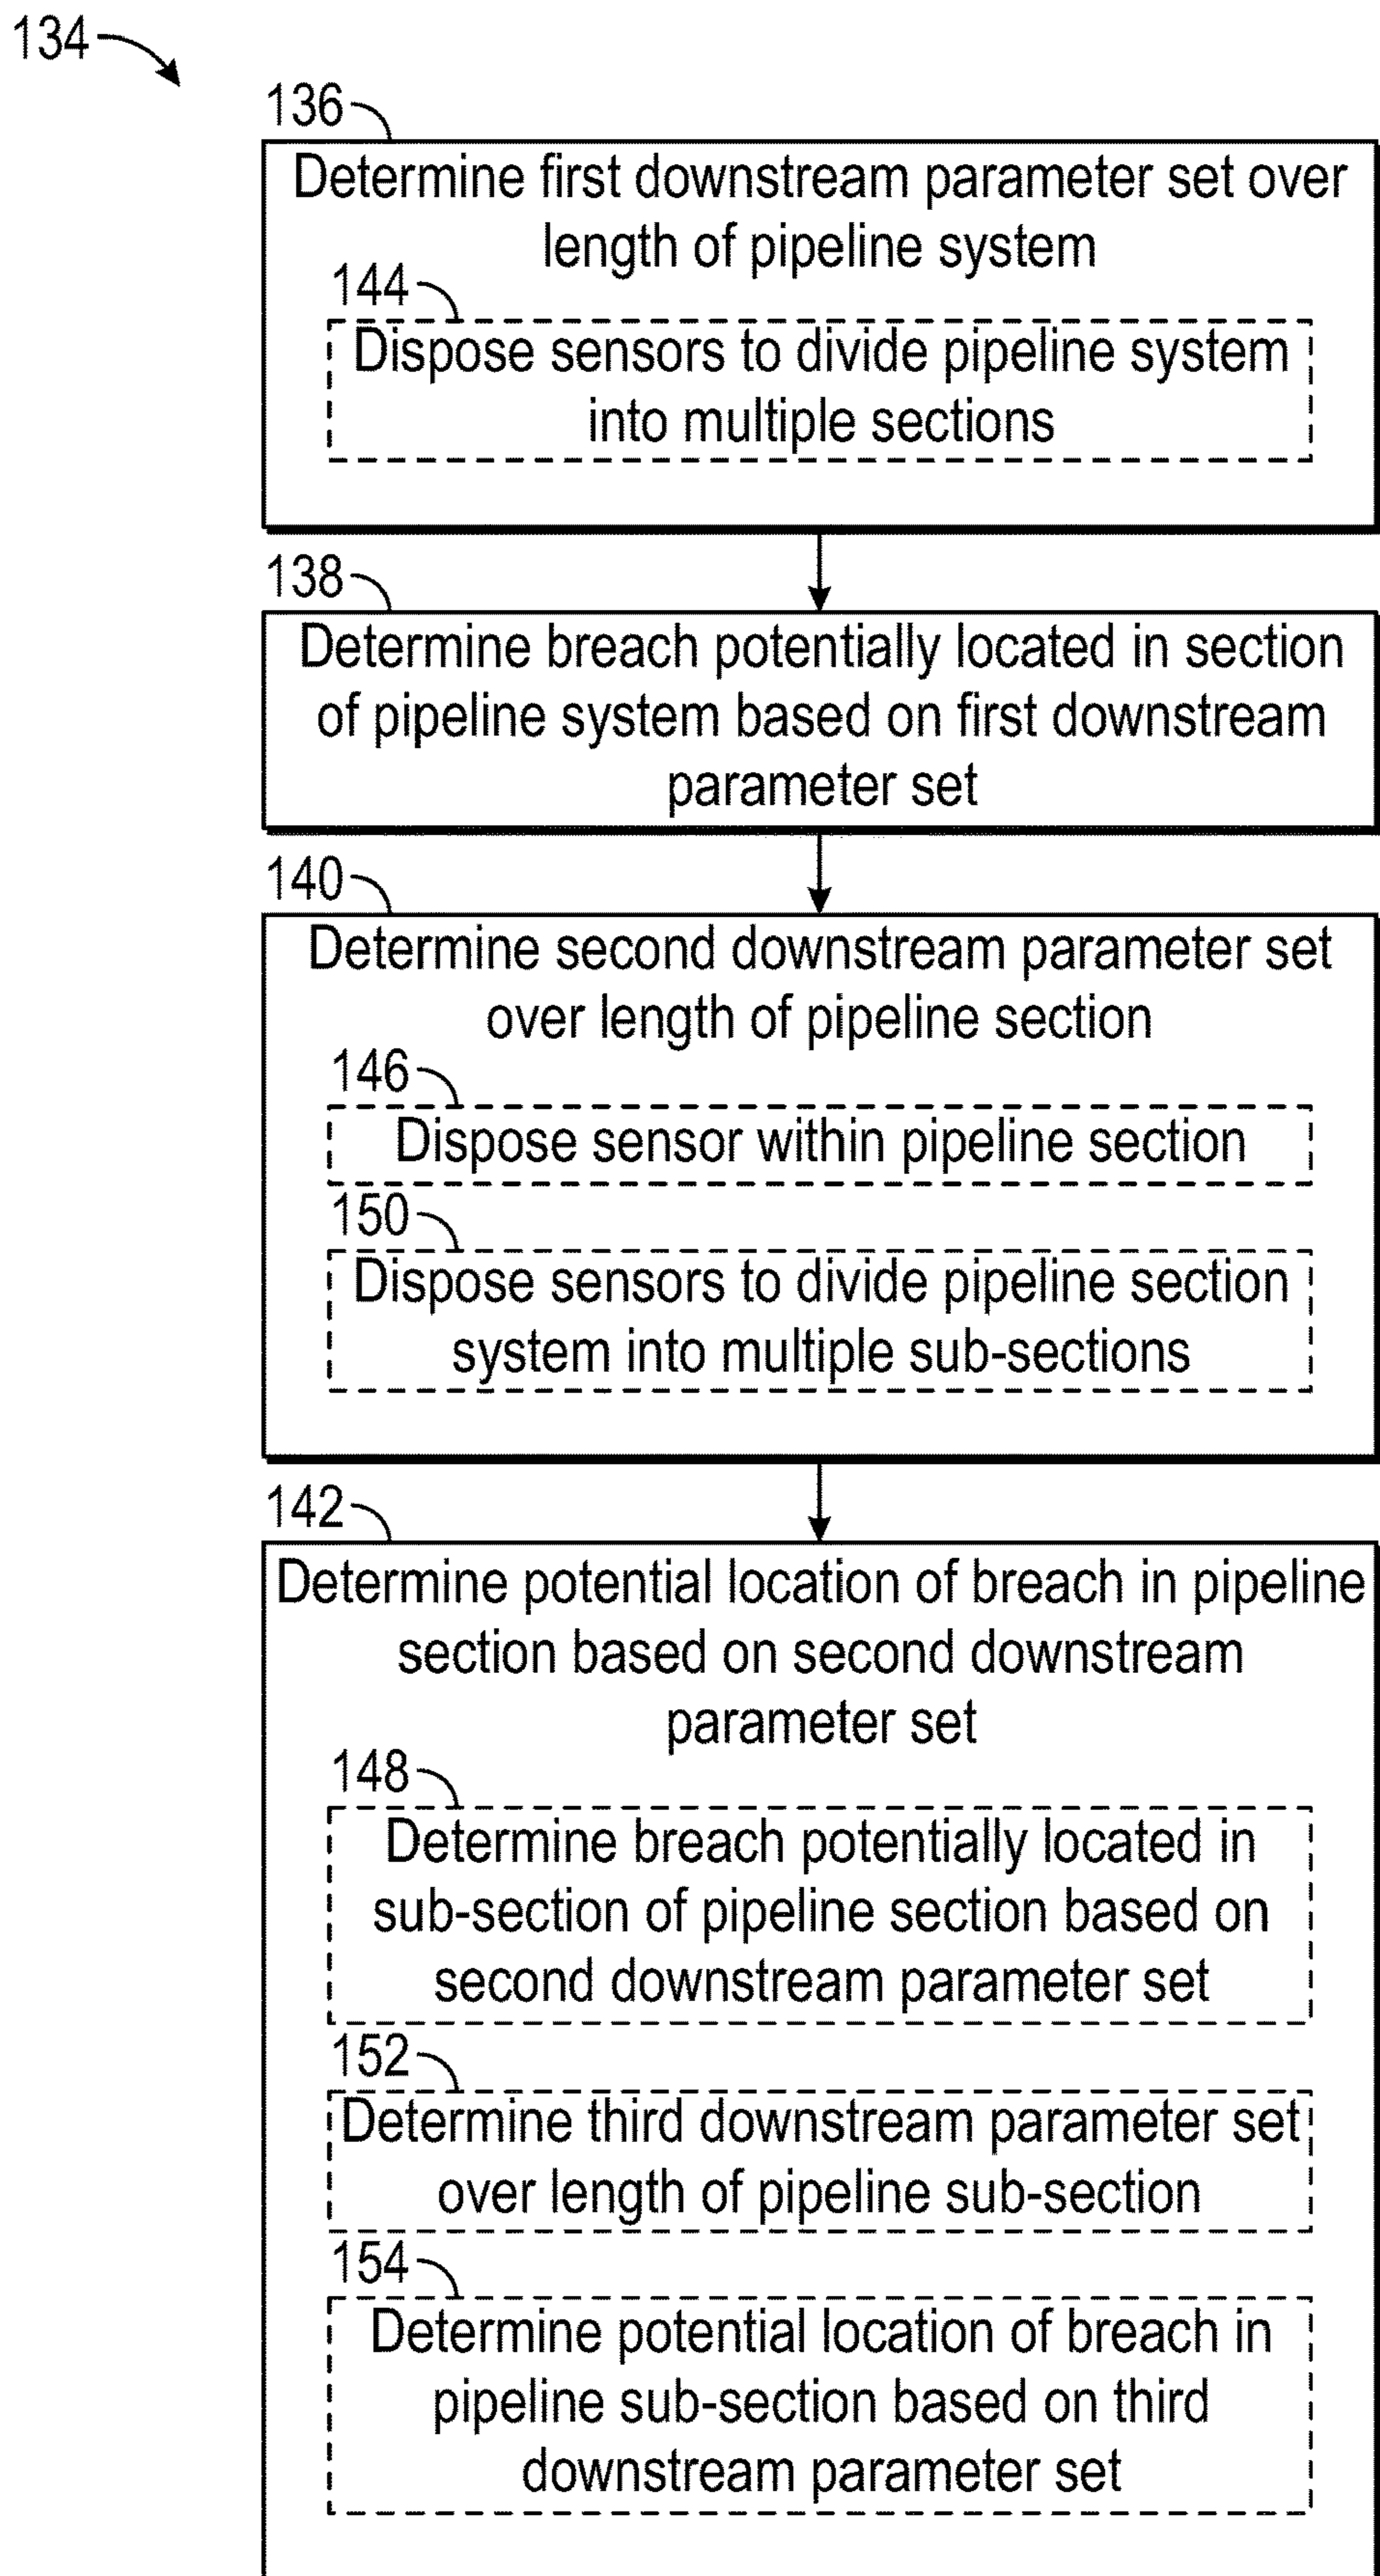 134
136
Determine first downstream parameter set over
length of pipeline system
144
Dispose sensors to divide pipeline system
into multiple sections
138
Determine breach potentially located in section
of pipeline system based on first downstream
parameter set
140
Determine second downstream parameter set
over length of pipeline section
146
Dispose sensor within pipeline section
150
Dispose sensors to divide pipeline section
system into multiple sub-sections
142
Determine potential location of breach in pipeline
section based on second downstream
parameter set
148
Determine breach potentially located in
sub-section of pipeline section based on
second downstream parameter set
152
Determine third downstream parameter set
over length of pipeline sub-section
154
Determine potential location of breach in
pipeline sub-section based on third
downstream parameter set